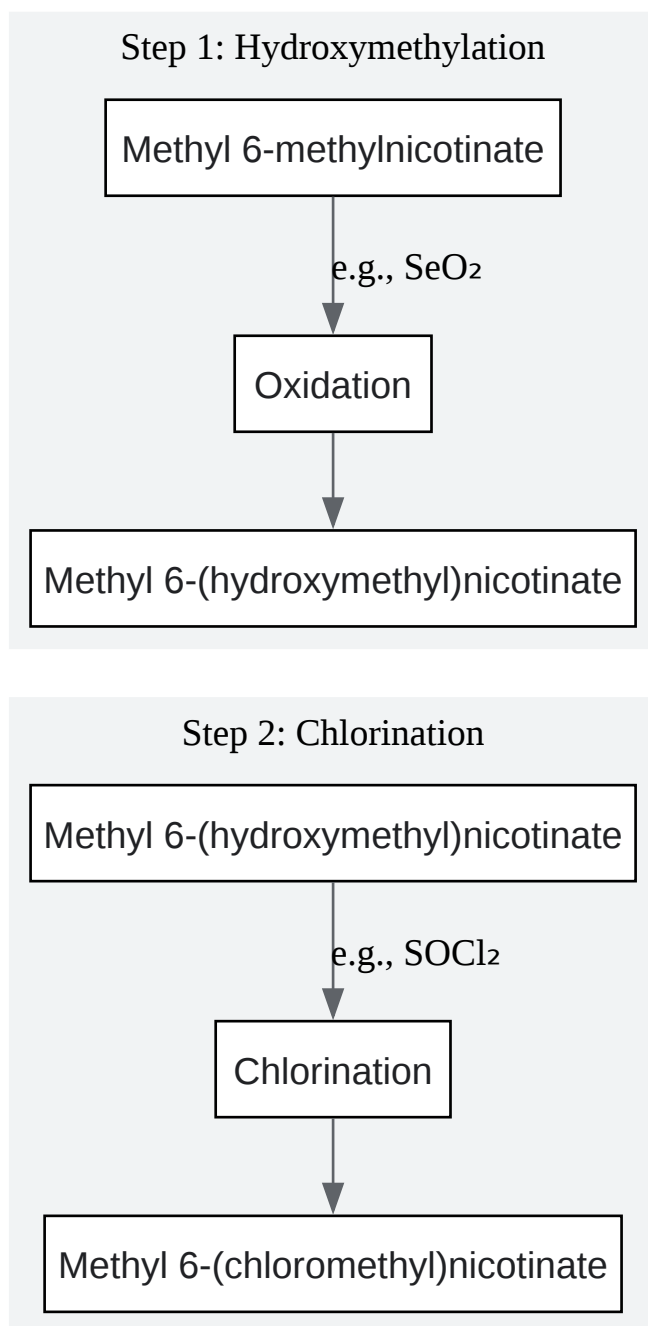 Step 1: Hydroxymethylation
Methyl 6-methylnicotinate
e.g., SeO₂
Oxidation
Methyl 6-(hydroxymethyl)nicotinate
Step 2: Chlorination
Methyl 6-(hydroxymethyl)nicotinate
e.g., SOCl₂
Chlorination
Methyl 6-(chloromethyl)nicotinate